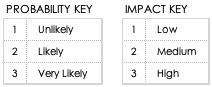 PROBABILITY KEY
1 Unlikely
2 Likely
3 Very Likely
IMPACT KEY
1 Low
2 Medium
3 High